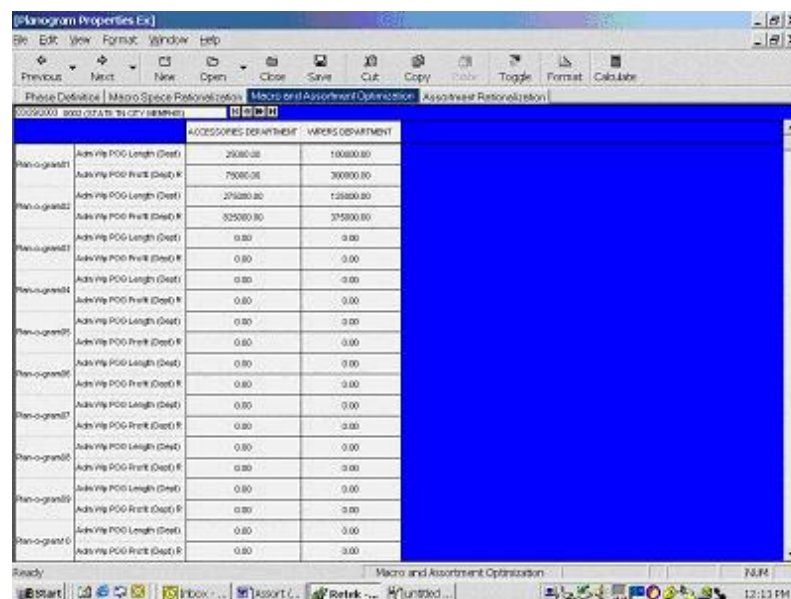 [Planogram Properties Ex]
File Edit View Format Window Help
Previous Next New Open Close Save Cut Copy Paste Toggle Format Calculate
Phase Definition Macro Space Rationalization Macro and Assortment Optimization Assortment Rationalization
ACCESSORIES DEPARTMENT WIPERS DEPARTMENT
Plan-o-gram01 Adm Wp POG Length (Dept) 25000.00 100000.00
Adm Wp POG Profit (Dept) R 75000.00 300000.00
Plan-o-gram02 Adm Wp POG Length (Dept) 275000.00 125000.00
Adm Wp POG Profit (Dept) R 825000.00 375000.00
Plan-o-gram03 Adm Wp POG Length (Dept) 0.00 0.00
Adm Wp POG Profit (Dept) R 0.00 0.00
Plan-o-gram04 Adm Wp POG Length (Dept) 0.00 0.00
Adm Wp POG Profit (Dept) R 0.00 0.00
Plan-o-gram05 Adm Wp POG Length (Dept) 0.00 0.00
Adm Wp POG Profit (Dept) R 0.00 0.00
Plan-o-gram06 Adm Wp POG Length (Dept) 0.00 0.00
Adm Wp POG Profit (Dept) R 0.00 0.00
Plan-o-gram07 Adm Wp POG Length (Dept) 0.00 0.00
Adm Wp POG Profit (Dept) R 0.00 0.00
Plan-o-gram08 Adm Wp POG Length (Dept) 0.00 0.00
Adm Wp POG Profit (Dept) R 0.00 0.00
Plan-o-gram09 Adm Wp POG Length (Dept) 0.00 0.00
Adm Wp POG Profit (Dept) R 0.00 0.00
Plan-o-gram10 Adm Wp POG Length (Dept) 0.00 0.00
Adm Wp POG Profit (Dept) R 0.00 0.00
Ready Macro and Assortment Optimization NUM
Start Inbox - ... Assort (... Retek -... untitled ... 12:13 PM